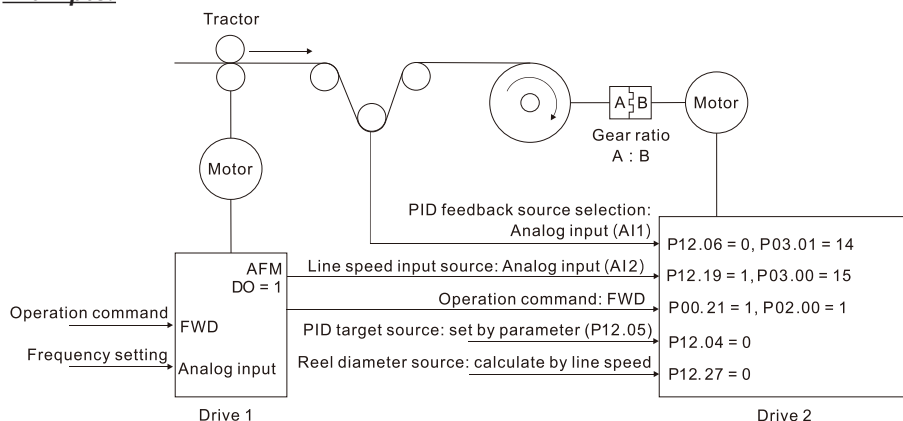 Tractor
A B
Motor
Gear ratio
A : B
Motor
PID feedback source selection:
Analog input (AI1)
P12.06 = 0, P03.01 = 14
AFM
DO = 1
Line speed input source: Analog input (AI2)
P12.19 = 1,P03.00 = 15
Operation command: FWD
P00.21 = 1, P02.00 = 1
Operation command
FWD
PID target source: set by parameter (P12.05)
P12.04 = 0
Frequency setting
Analog input
Reel diameter source: calculate by line speed
P12.27 = 0
Drive 1
Drive 2